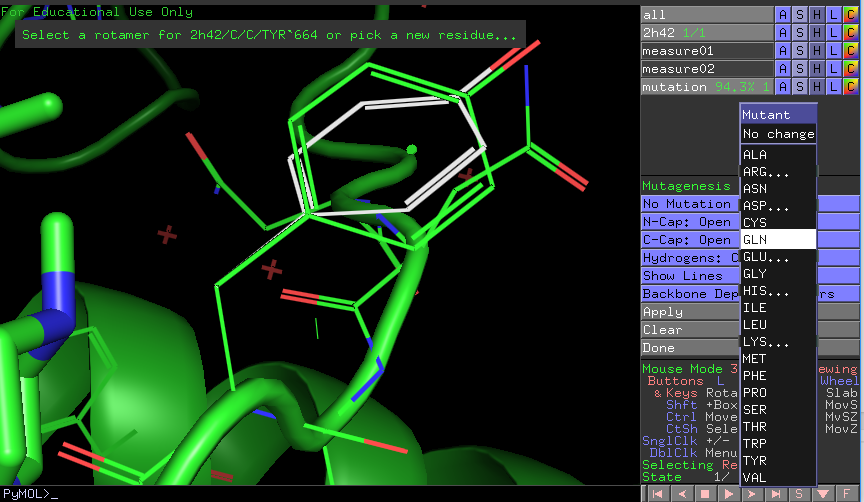 For Educational Use Only
Select a rotamer for 2h42/C/C/TYR`664 or pick a new residue...
all A S H L C
2h42 1/1 A S H L C
measure01 A S H L C
measure02 A S H L C
mutation 94.3% 1 A S H L C
Mutant
No change
ALA
ARG...
ASN
ASP...
CYS
GLN
GLU...
GLY
HIS...
ILE
LEU
LYS...
MET
PHE
PRO
SER
THR
TRP
TYR
VAL
Mutagenesis
No Mutation
N-Cap: Open
C-Cap: Open
Hydrogens: C
Show Lines
Backbone Dep rs
Apply
Clear
Done
Mouse Mode 3 ewing
Buttons L Wheel
& Keys Rota Slab
Shft +Box MovS
Ctrl Move MvSZ
CtSh Sele MovZ
SnglClk +/-
DblClk Menu
Selecting Re
State 1/
PyMOL>_
S F